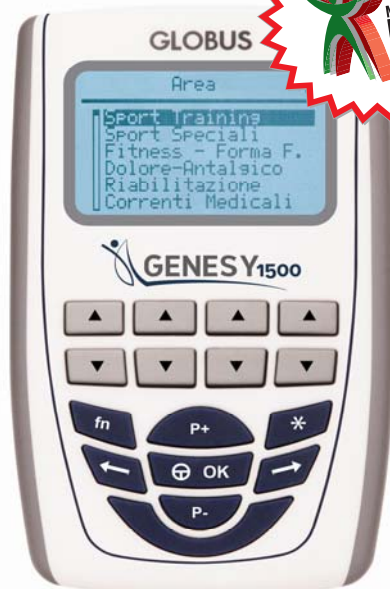 GLOBUS
Area
Sport Training
Sport Speciali
Fitness - Forma F.
Dolore-Antalgico
Riabilitazione
Correnti Medicali
GENESY1500
fn
P+
*
OK
P-